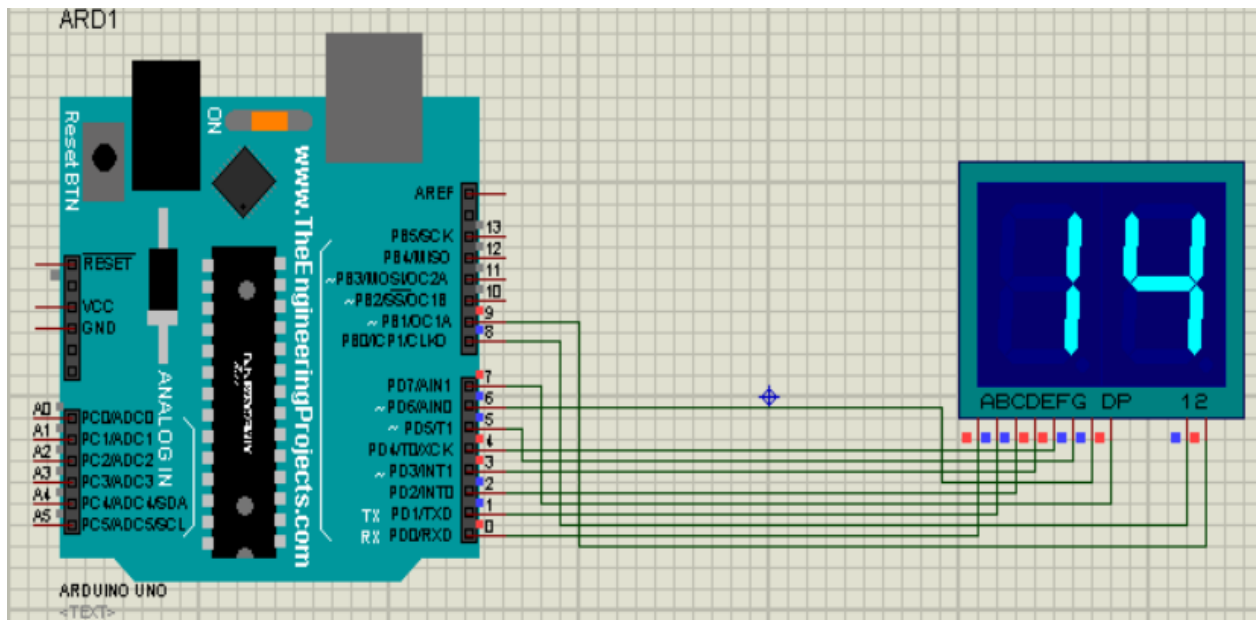 ARD1
Reset BTN
ON
www.TheEngineeringProjects.com
ANALOG IN
RESET
VCC
GND
A0 PC0/ADC0
A1 PC1/ADC1
A2 PC2/ADC2
A3 PC3/ADC3
A4 PC4/ADC4/SDA
A5 PC5/ADC5/SCL
AREF
PB5/SCK 13
PB4/MISO 12
~PB3/MOSI/OC2A 11
~PB2/SS/OC1B 10
~ PB1/OC1A 9
PB0/ICP1/CLKO 8
PD7/AIN1 7
~ PD6/AIN0 6
~ PD5/T1 5
PD4/T0/XCK 4
~ PD3/INT1 3
PD2/INT0 2
TX PD1/TXD 1
RX PD0/RXD 0
14
ABCDEFG DP 12
ARDUINO UNO
<TEXT>